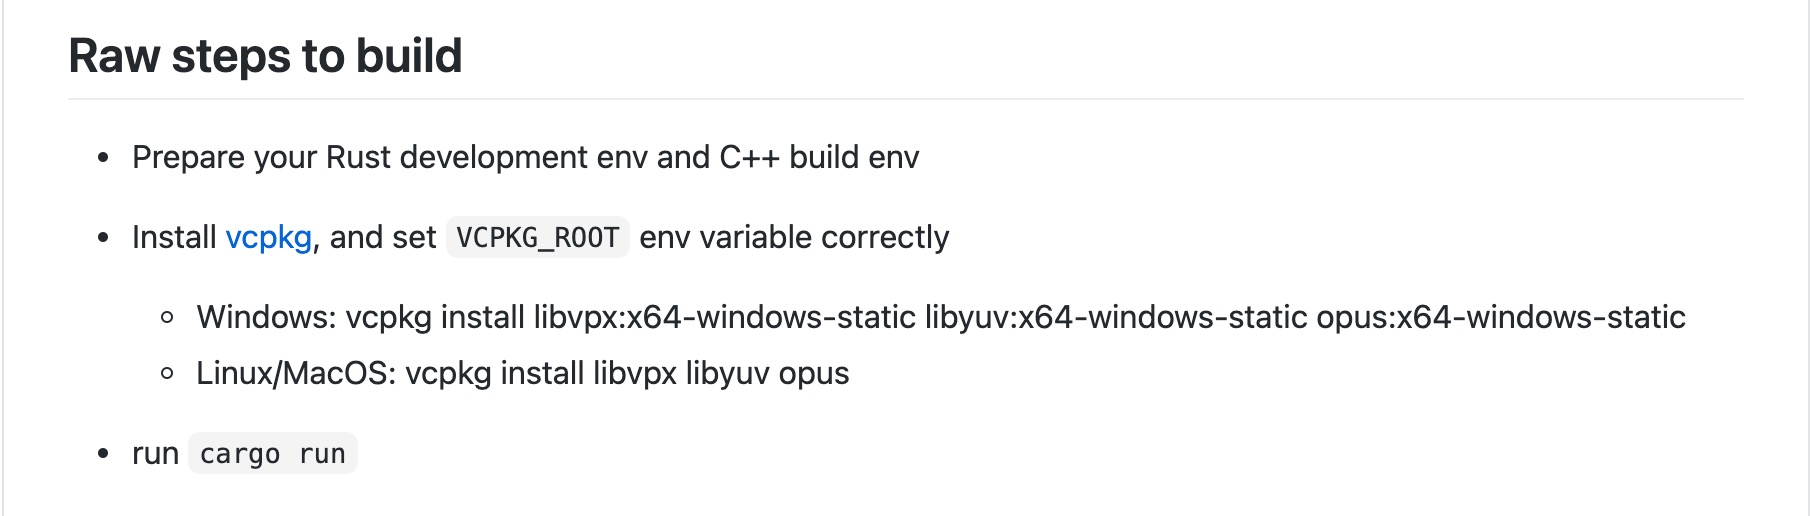 Raw steps to build
• Prepare your Rust development env and C++ build env
• Install vcpkg, and set VCPKG_ROOT env variable correctly
◦ Windows: vcpkg install libvpx:x64-windows-static libyuv:x64-windows-static opus:x64-windows-static
◦ Linux/MacOS: vcpkg install libvpx libyuv opus
• run cargo run